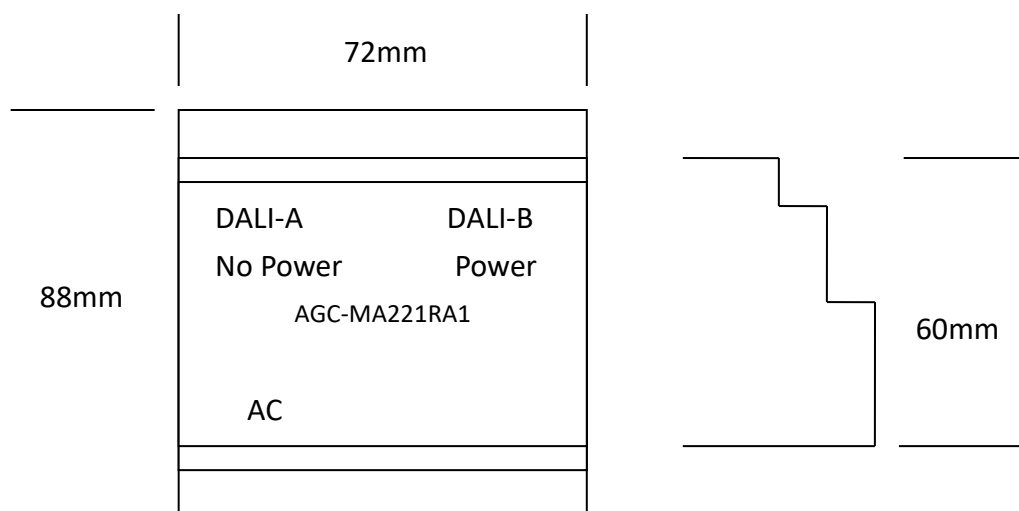 72mm
DALI-A DALI-B
No Power Power
88mm
AGC-MA221RA1
60mm
AC